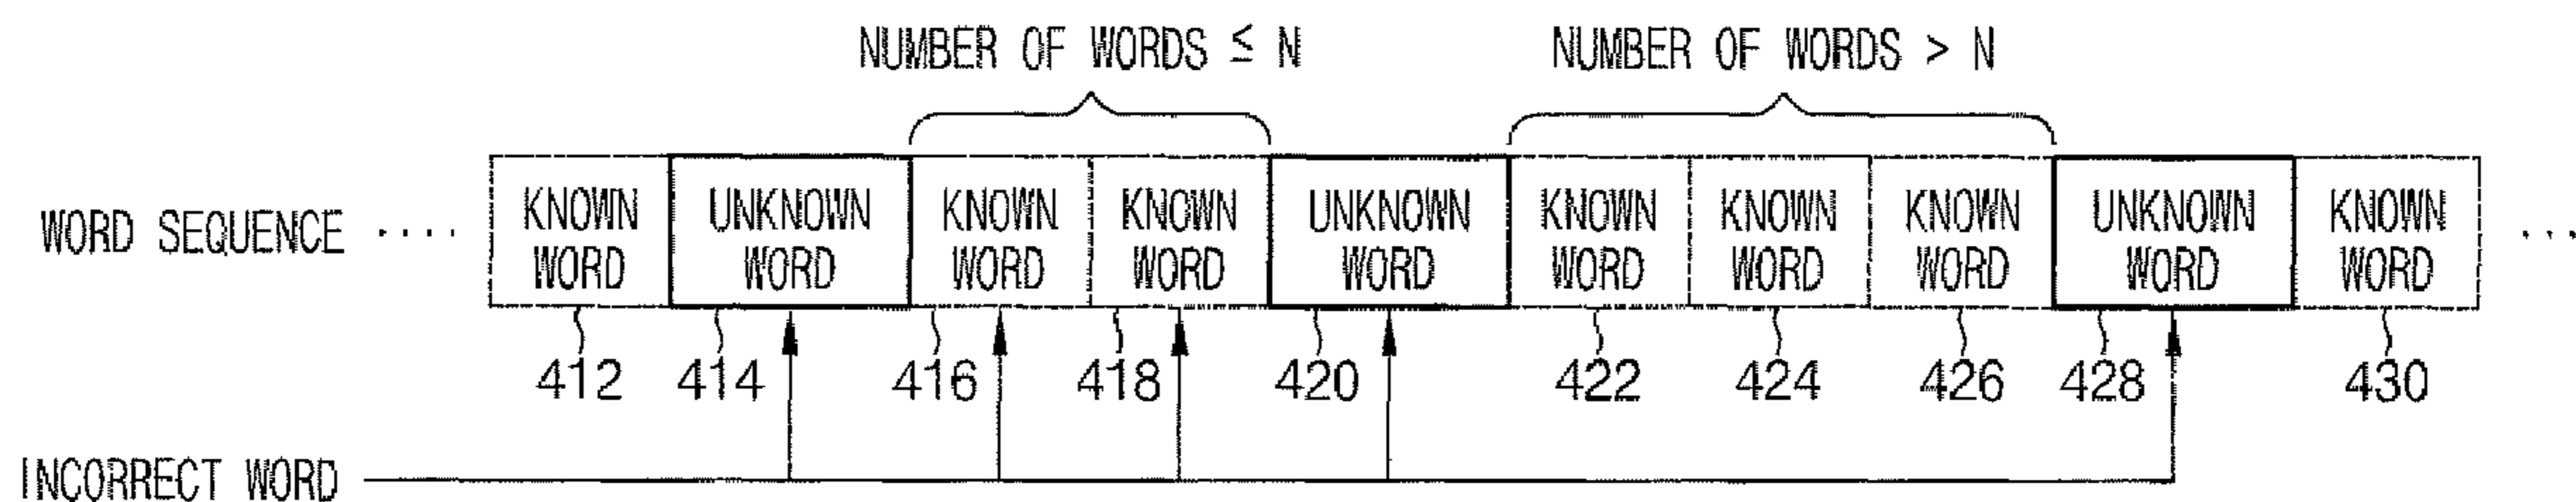 NUMBER OF WORDS ≤ N
NUMBER OF WORDS > N
WORD SEQUENCE ....
KNOWN WORD
UNKNOWN WORD
KNOWN WORD
KNOWN WORD
UNKNOWN WORD
KNOWN WORD
KNOWN WORD
KNOWN WORD
UNKNOWN WORD
KNOWN WORD
...
412 414 416 418 420 422 424 426 428 430
INCORRECT WORD